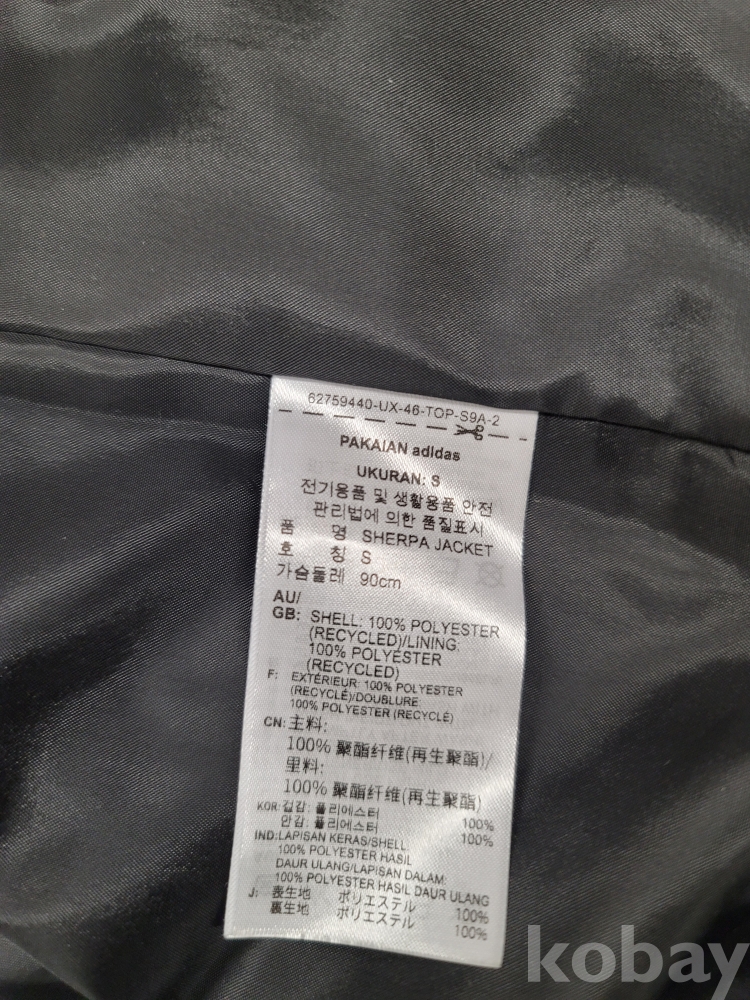 62759440-UX-46-TOP-S9A-2
PAKAIAN adidas
UKURAN: S
전기용품 및 생활용품 안전
관리법에 의한 품질표시
품 명 SHERPA JACKET
호 칭 S
가슴둘레 90cm
AU/
GB: SHELL: 100% POLYESTER
(RECYCLED)/LINING:
100% POLYESTER
(RECYCLED)
F: EXTÉRIEUR: 100% POLYESTER
(RECYCLÉ)/DOUBLURE:
100% POLYESTER (RECYCLÉ)
CN: 主料:
100% 聚酯纤维(再生聚酯)/
里料:
100% 聚酯纤维(再生聚酯)
KOR: 겉감: 폴리에스터 100%
안감: 폴리에스터 100%
IND: LAPISAN KERAS/SHELL:
100% POLYESTER HASIL
DAUR ULANG/LAPISAN DALAM:
100% POLYESTER HASIL DAUR ULANG
J: 表生地 ポリエステル 100%
裏生地 ポリエステル 100%
kobay